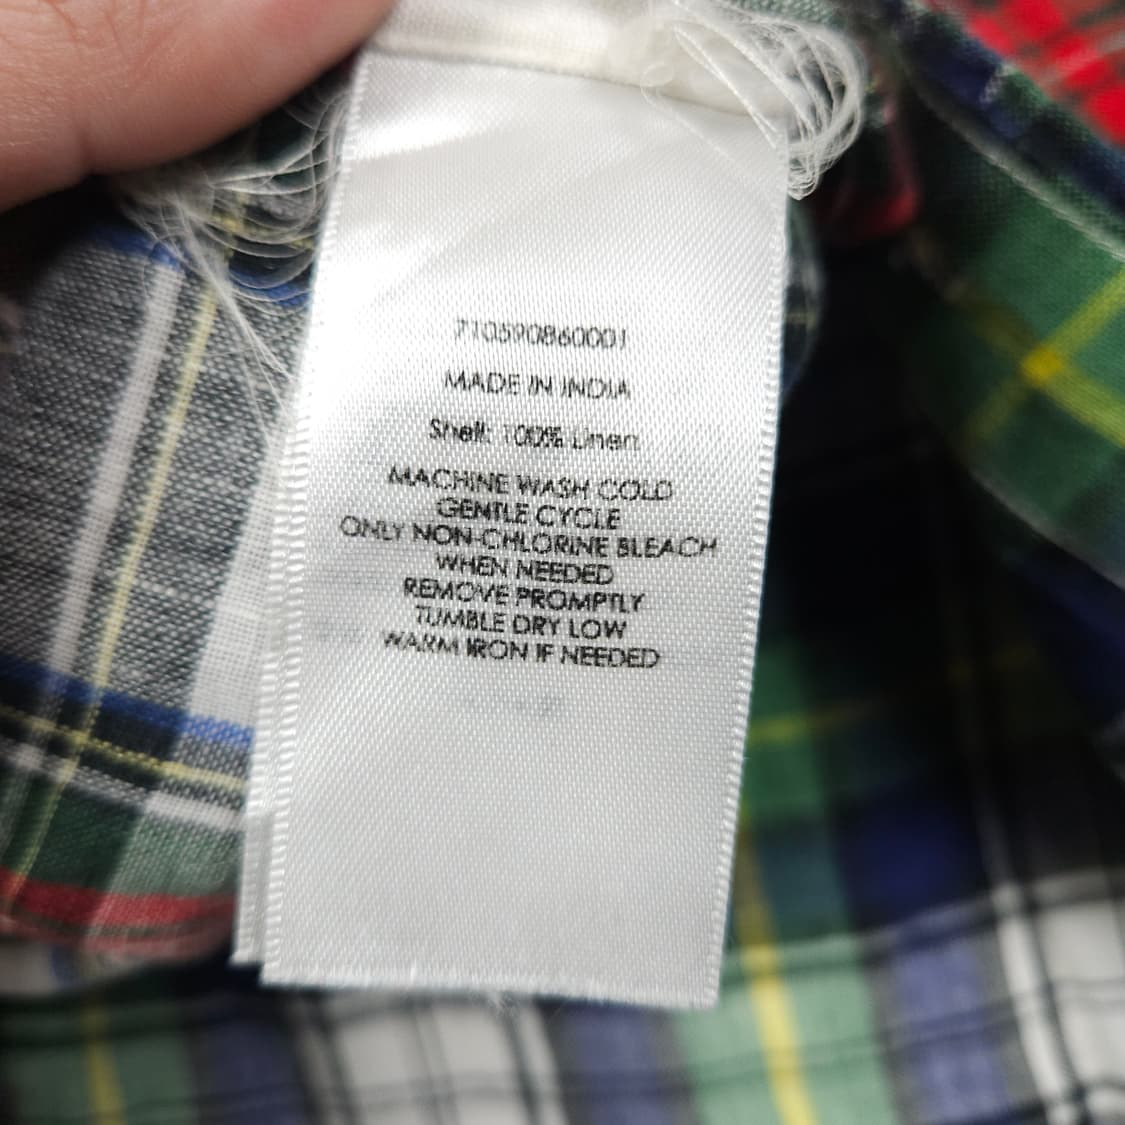 710590860001
MADE IN INDIA
Shell: 100% Linen
MACHINE WASH COLD
GENTLE CYCLE
ONLY NON-CHLORINE BLEACH
WHEN NEEDED
REMOVE PROMPTLY
TUMBLE DRY LOW
WARM IRON IF NEEDED